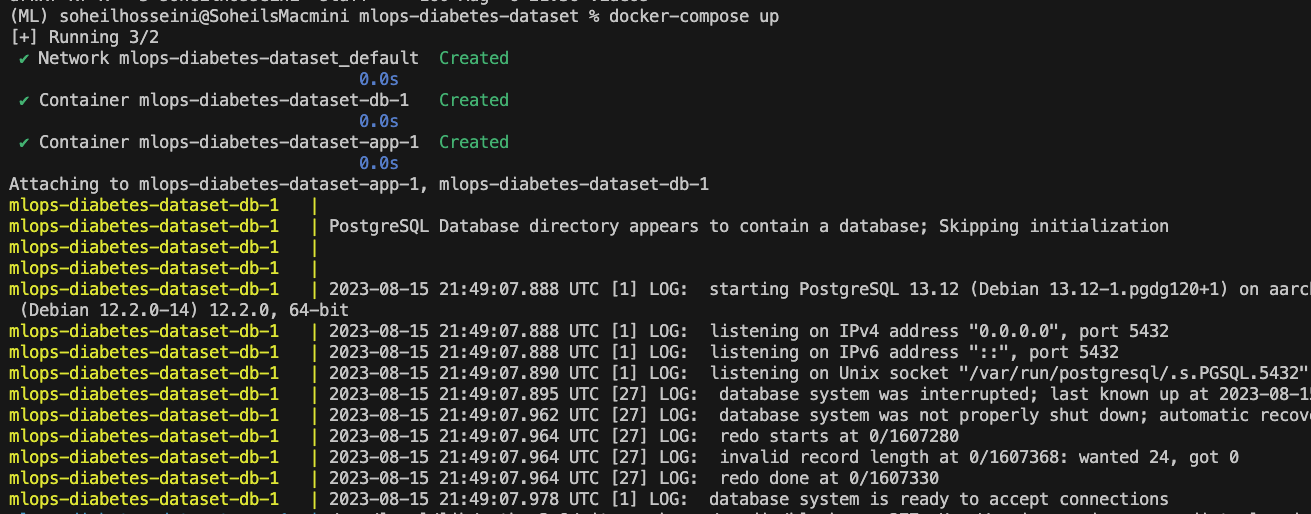 (ML) soheilhosseini@SoheilsMacmini mlops-diabetes-dataset % docker-compose up
[+] Running 3/2
✔ Network mlops-diabetes-dataset_default Created
0.0s
✔ Container mlops-diabetes-dataset-db-1 Created
0.0s
✔ Container mlops-diabetes-dataset-app-1 Created
0.0s
Attaching to mlops-diabetes-dataset-app-1, mlops-diabetes-dataset-db-1
mlops-diabetes-dataset-db-1 |
mlops-diabetes-dataset-db-1 | PostgreSQL Database directory appears to contain a database; Skipping initialization
mlops-diabetes-dataset-db-1 |
mlops-diabetes-dataset-db-1 |
mlops-diabetes-dataset-db-1 | 2023-08-15 21:49:07.888 UTC [1] LOG: starting PostgreSQL 13.12 (Debian 13.12-1.pgdg120+1) on aarc
(Debian 12.2.0-14) 12.2.0, 64-bit
mlops-diabetes-dataset-db-1 | 2023-08-15 21:49:07.888 UTC [1] LOG: listening on IPv4 address "0.0.0.0", port 5432
mlops-diabetes-dataset-db-1 | 2023-08-15 21:49:07.888 UTC [1] LOG: listening on IPv6 address "::", port 5432
mlops-diabetes-dataset-db-1 | 2023-08-15 21:49:07.890 UTC [1] LOG: listening on Unix socket "/var/run/postgresql/.s.PGSQL.5432"
mlops-diabetes-dataset-db-1 | 2023-08-15 21:49:07.895 UTC [27] LOG: database system was interrupted; last known up at 2023-08-15
mlops-diabetes-dataset-db-1 | 2023-08-15 21:49:07.962 UTC [27] LOG: database system was not properly shut down; automatic recove
mlops-diabetes-dataset-db-1 | 2023-08-15 21:49:07.964 UTC [27] LOG: redo starts at 0/1607280
mlops-diabetes-dataset-db-1 | 2023-08-15 21:49:07.964 UTC [27] LOG: invalid record length at 0/1607368: wanted 24, got 0
mlops-diabetes-dataset-db-1 | 2023-08-15 21:49:07.964 UTC [27] LOG: redo done at 0/1607330
mlops-diabetes-dataset-db-1 | 2023-08-15 21:49:07.978 UTC [1] LOG: database system is ready to accept connections